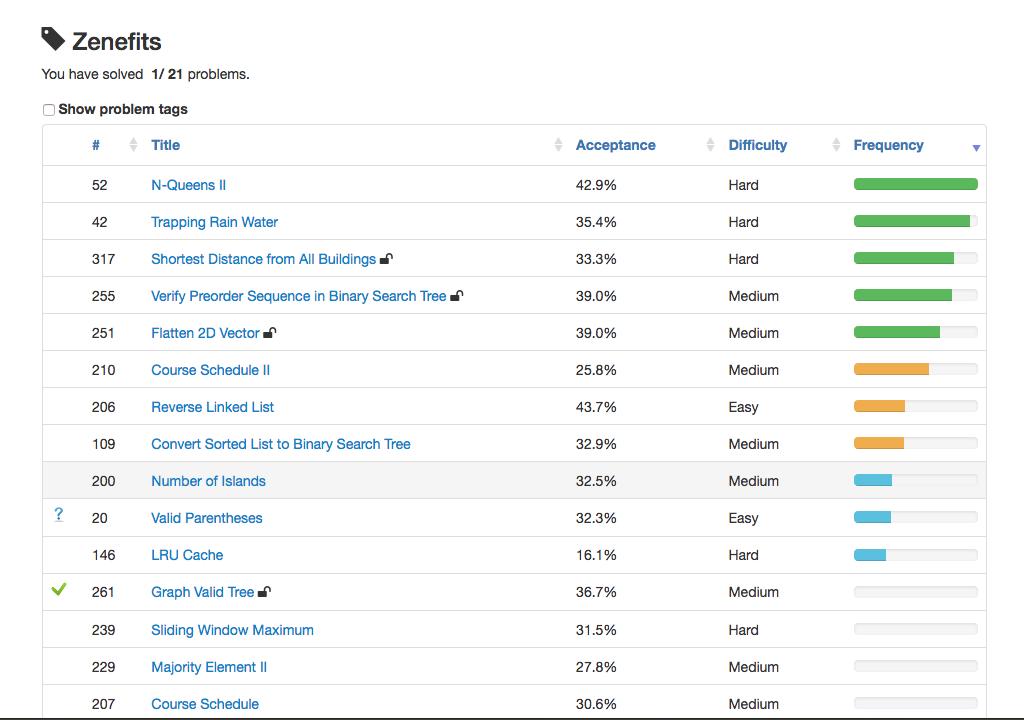 Zenefits
You have solved 1/ 21 problems.
Show problem tags
# Title Acceptance Difficulty Frequency
52 N-Queens II 42.9% Hard
42 Trapping Rain Water 35.4% Hard
317 Shortest Distance from All Buildings 33.3% Hard
255 Verify Preorder Sequence in Binary Search Tree 39.0% Medium
251 Flatten 2D Vector 39.0% Medium
210 Course Schedule II 25.8% Medium
206 Reverse Linked List 43.7% Easy
109 Convert Sorted List to Binary Search Tree 32.9% Medium
200 Number of Islands 32.5% Medium
? 20 Valid Parentheses 32.3% Easy
146 LRU Cache 16.1% Hard
261 Graph Valid Tree 36.7% Medium
239 Sliding Window Maximum 31.5% Hard
229 Majority Element II 27.8% Medium
207 Course Schedule 30.6% Medium